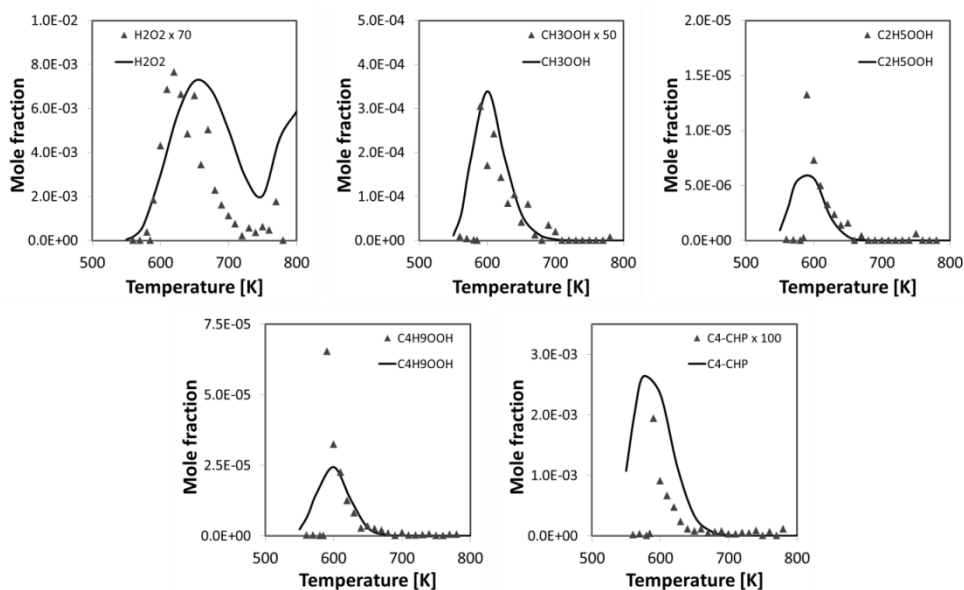 1.0E-02
8.0E-03
6.0E-03
4.0E-03
2.0E-03
0.0E+00
Mole fraction
H2O2 x 70
H2O2
500 600 700 800
Temperature [K]
5.0E-04
4.0E-04
3.0E-04
2.0E-04
1.0E-04
0.0E+00
Mole fraction
CH3OOH x 50
CH3OOH
500 600 700 800
Temperature [K]
2.0E-05
1.5E-05
1.0E-05
5.0E-06
0.0E+00
Mole fraction
C2H5OOH
C2H5OOH
500 600 700 800
Temperature [K]
7.5E-05
5.0E-05
2.5E-05
0.0E+00
Mole fraction
C4H9OOH
C4H9OOH
500 600 700 800
Temperature [K]
3.0E-03
2.0E-03
1.0E-03
0.0E+00
Mole fraction
C4-CHP x 100
C4-CHP
500 600 700 800
Temperature [K]